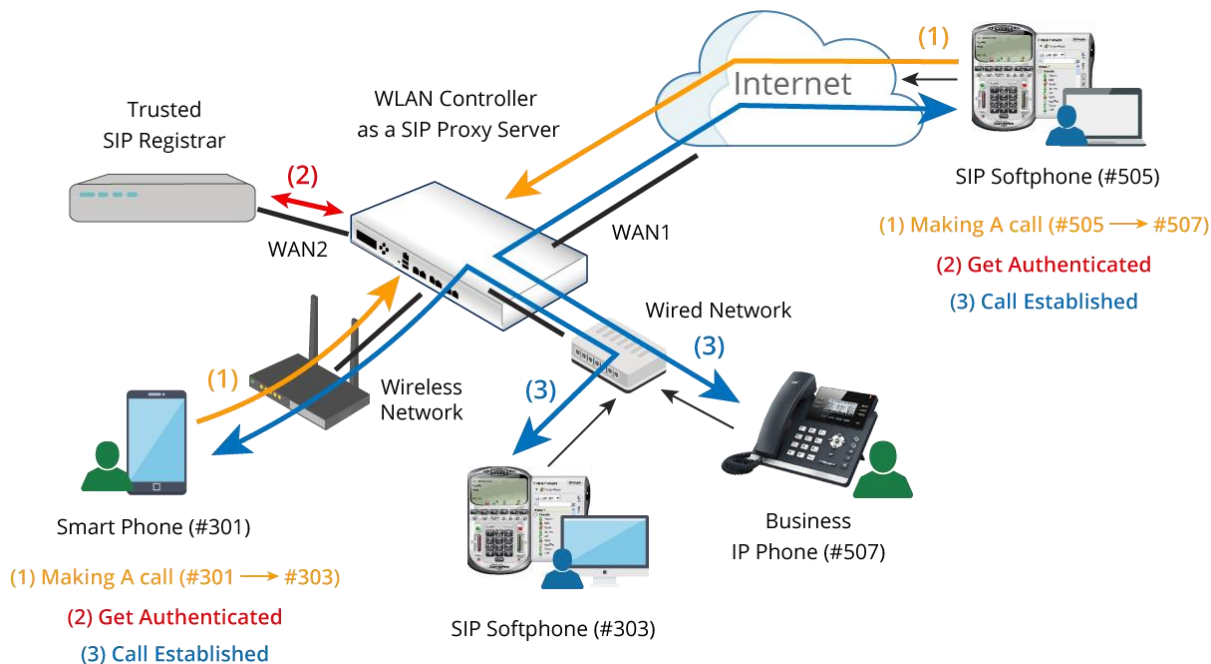 (1)
Internet
Trusted
SIP Registrar
WLAN Controller
as a SIP Proxy Server
(2)
WAN2
WAN1
SIP Softphone (#505)
(1) Making A call (#505 ⟶ #507)
(2) Get Authenticated
(3) Call Established
Wired Network
(3)
(3)
(1)
Wireless
Network
Smart Phone (#301)
(1) Making A call (#301 ⟶ #303)
(2) Get Authenticated
(3) Call Established
SIP Softphone (#303)
Business
IP Phone (#507)